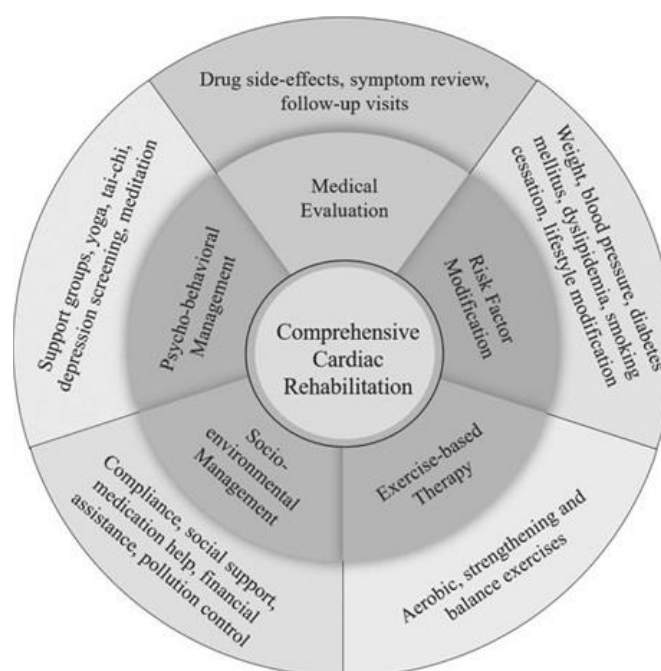 Drug side-effects, symptom review,
follow-up visits
Medical
Evaluation
Weight, blood pressure, diabetes
mellitus, dyslipidemia, smoking
cessation, lifestyle modification
Risk Factor
Modification
Aerobic, strengthening and
balance exercises
Exercise-based
Therapy
Compliance, social support,
medication help, financial
assistance, pollution control
Socio-
environmental
Management
Support groups, yoga, tai-chi,
depression screening, meditation
Psycho-behavioral
Management
Comprehensive
Cardiac
Rehabilitation